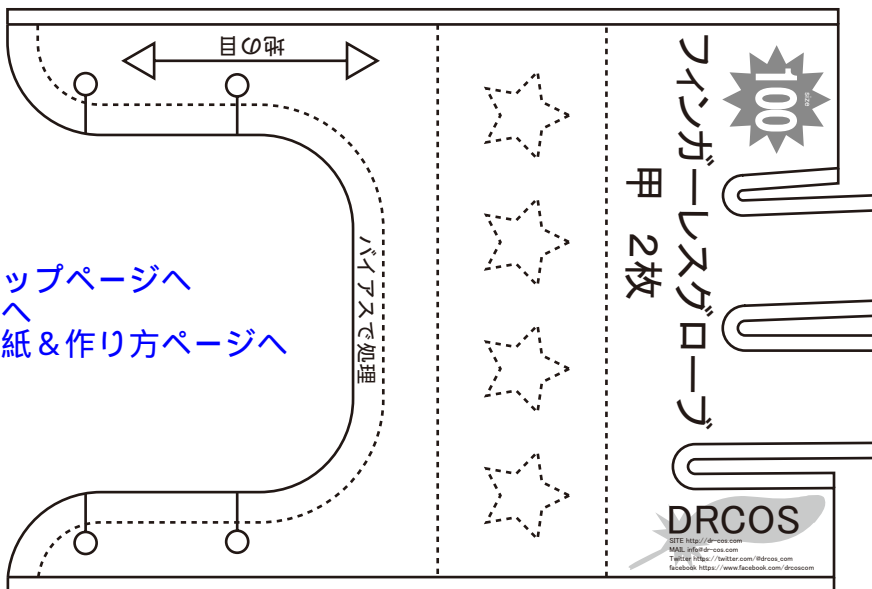 地の目
size
100
フィンガーレスグローブ
甲 2枚
バイアスで処理
ップページへ
へ
紙＆作り方ページへ
DRCOS
SITE http://dr-cos.com
MAIL info@dr-cos.com
Twitter https://twitter.com/@drcos_com
facebook https://www.facebook.com/drcoscom